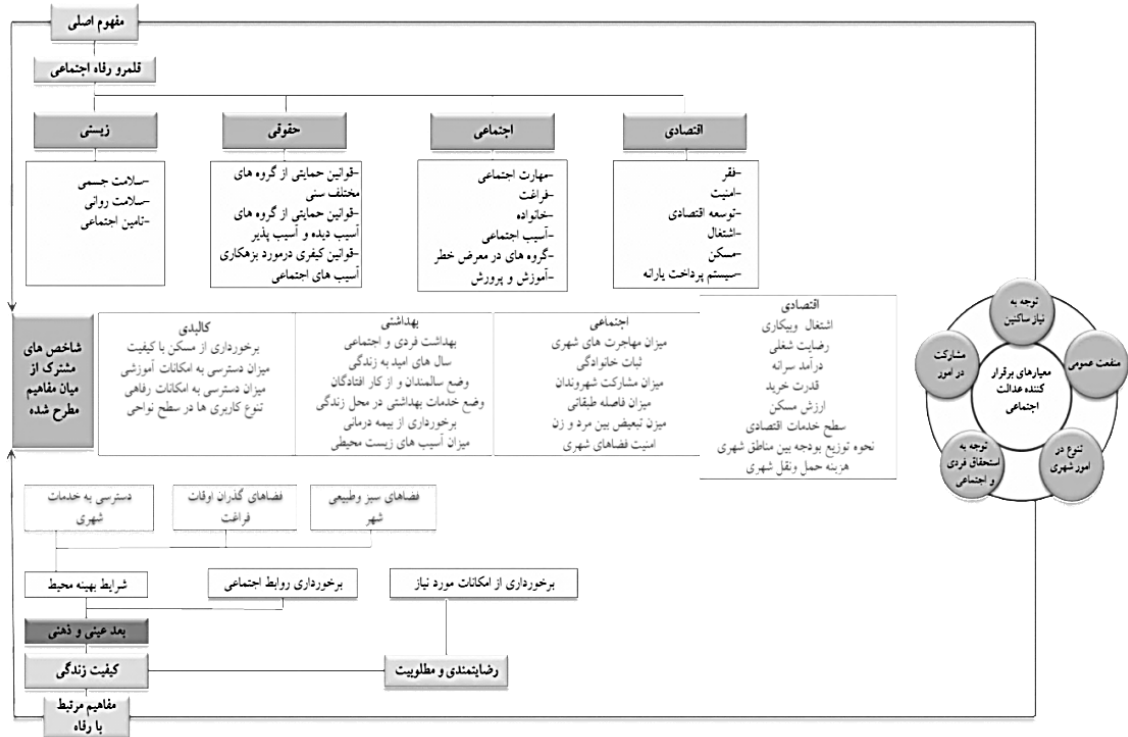 مفهوم اصلی
قلمرو رفاه اجتماعی
اقتصادی
-فقر
-امنیت
-توسعه اقتصادی
-اشتغال
-مسکن
-سیستم پرداخت یارانه
اجتماعی
-مهارت اجتماعی
-فراغت
-خانواده
-آسیب اجتماعی
-گروه های در معرض خطر
-آموزش و پرورش
حقوقی
-قوانین حمایتی از گروه های
مختلف سنی
-قوانین حمایتی از گروه های
آسیب دیده و آسیب پذیر
-قوانین کیفری درمورد بزهکاری
آسیب های اجتماعی
زیستی
-سلامت جسمی
-سلامت روانی
-تامین اجتماعی
شاخص های
مشترک از
میان مفاهیم
مطرح شده
اقتصادی
اشتغال وبیکاری
رضایت شغلی
درآمد سرانه
قدرت خرید
ارزش مسکن
سطح خدمات اقتصادی
نحوه توزیع بودجه بین مناطق شهری
هزینه حمل ونقل شهری
اجتماعی
میزان مهاجرت های شهری
ثبات خانوادگی
میزان مشارکت شهروندان
میزان فاصله طبقاتی
میزن تبعیض بین مرد و زن
امنیت فضاهای شهری
بهداشتی
بهداشت فردی و اجتماعی
سال های امید به زندگی
وضع سالمندان و از کار افتادگان
وضع خدمات بهداشتی در محل زندگی
برخورداری از بیمه درمانی
میزان آسیب های زیست محیطی
کالبدی
برخورداری از مسکن با کیفیت
میزان دسترسی به امکانات آموزشی
میزان دسترسی به امکانات رفاهی
تنوع کاربری ها در سطح نواحی
توجه به
نیاز ساکنین
منفعت عمومی
مشارکت
در امور
معیارهای برقرار
کننده عدالت
اجتماعی
تنوع در
امور شهری
توجه به
استحقاق فردی
و اجتماعی
فضاهای سبز وطبیعی
شهر
فضاهای گذران اوقات
فراغت
دسترسی به خدمات
شهری
برخورداری از امکانات مورد نیاز
برخورداری روابط اجتماعی
شرایط بهینه محیط
بعد عینی و ذهنی
رضایتمندی و مطلوبیت
کیفیت زندگی
مفاهیم مرتبط
با رفاه